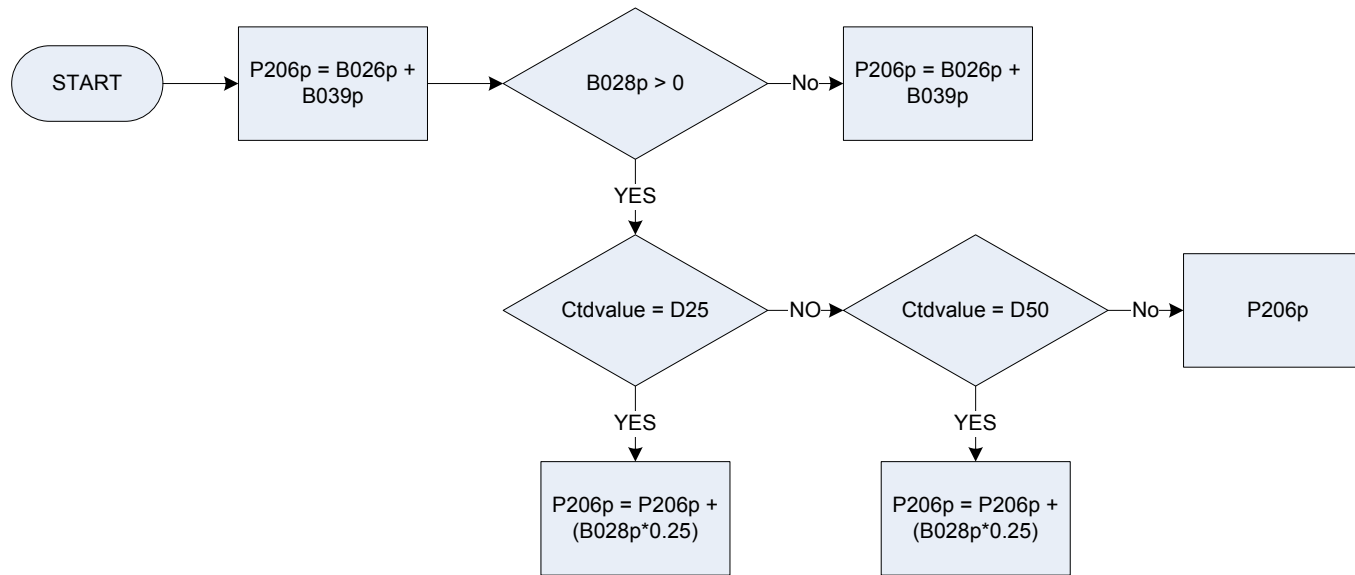 START
P206p = B026p +
B039p
B028p > 0
No
P206p = B026p +
B039p
YES
Ctdvalue = D25
NO
Ctdvalue = D50
No
P206p
YES
YES
P206p = P206p +
(B028p*0.25)
P206p = P206p +
(B028p*0.25)